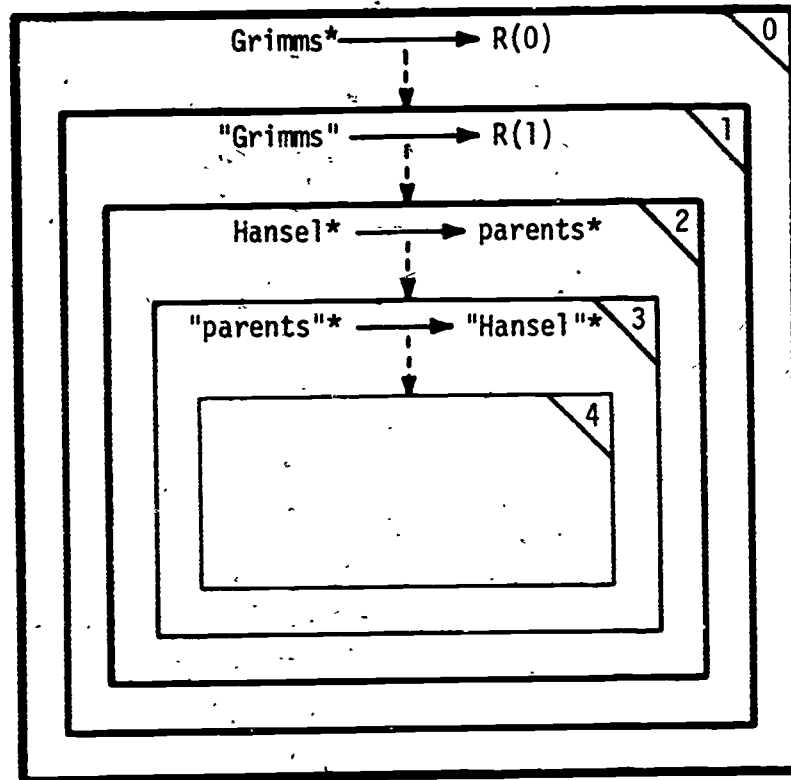 Grimms* R(0) 0
"Grimms" R(1) 1
Hansel* parents* 2
"parents"* "Hansel"* 3
4